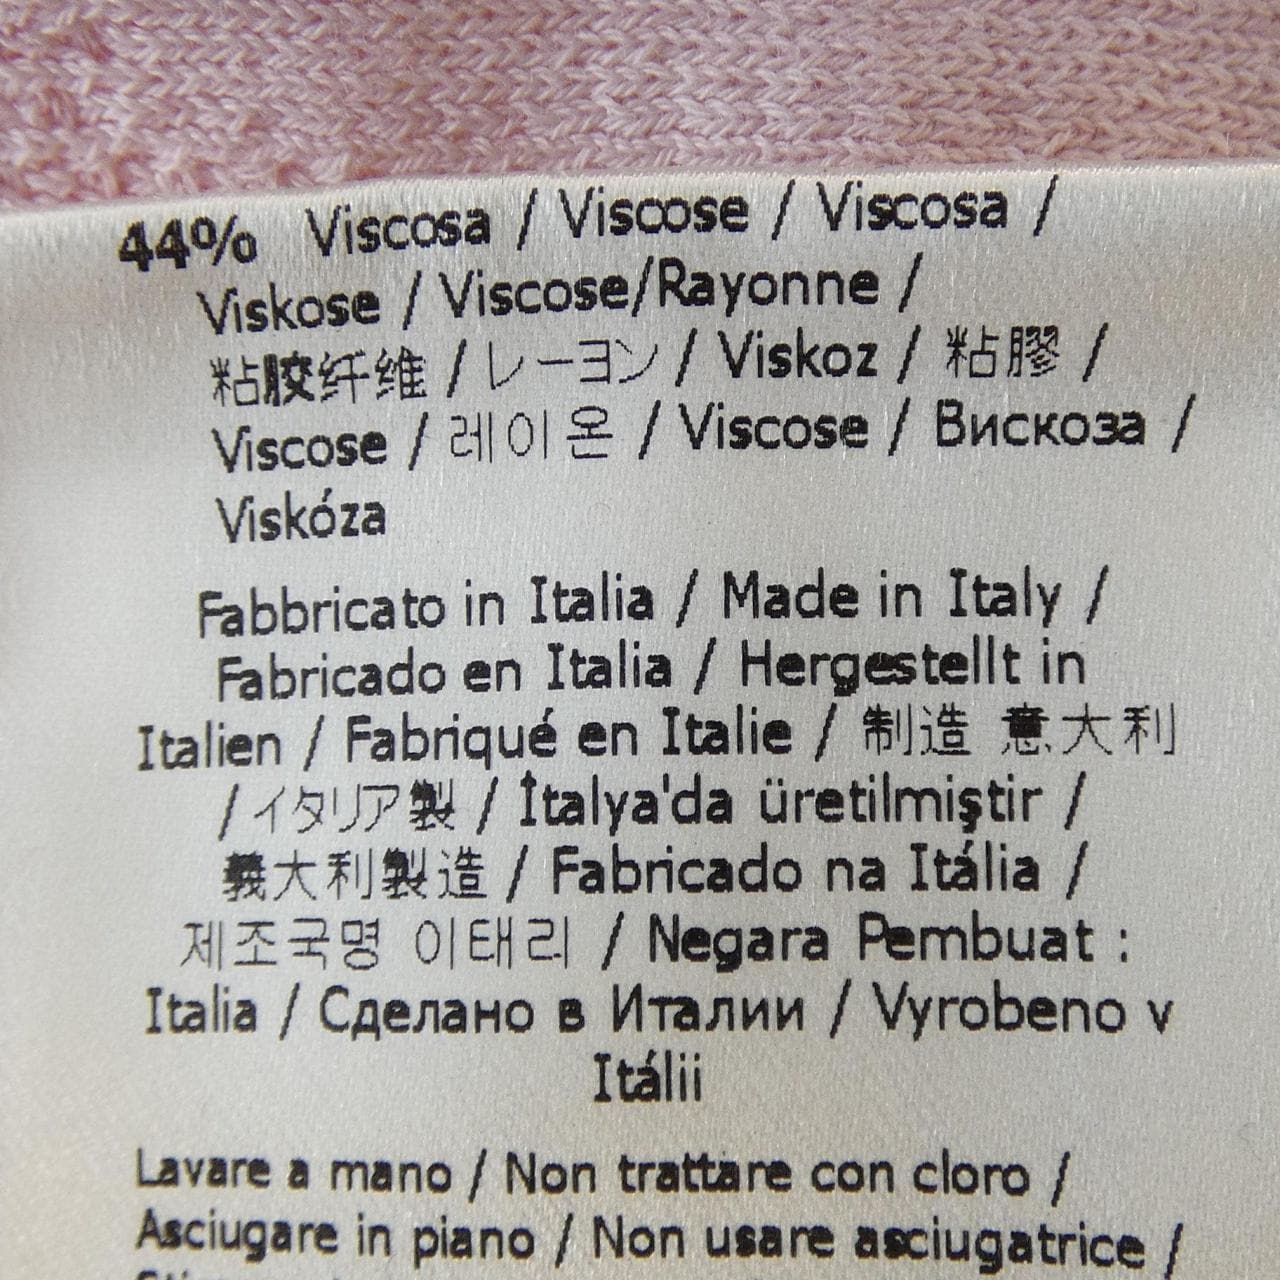 44% Viscosa / Viscose / Viscosa /
Viskose / Viscose/Rayonne /
粘胶纤维 / レーヨン / Viskoz / 粘膠 /
Viscose / 레이온 / Viscose / Вискоза /
Viskóza
Fabbricato in Italia / Made in Italy /
Fabricado en Italia / Hergestellt in
Italien / Fabriqué en Italie / 制造 意大利
/ イタリア製 / İtalya'da üretilmiştir /
義大利製造 / Fabricado na Itália /
제조국명 이태리 / Negara Pembuat :
Italia / Сделано в Италии / Vyrobeno v
Itálii
Lavare a mano / Non trattare con cloro /
Asciugare in piano / Non usare asciugatrice /